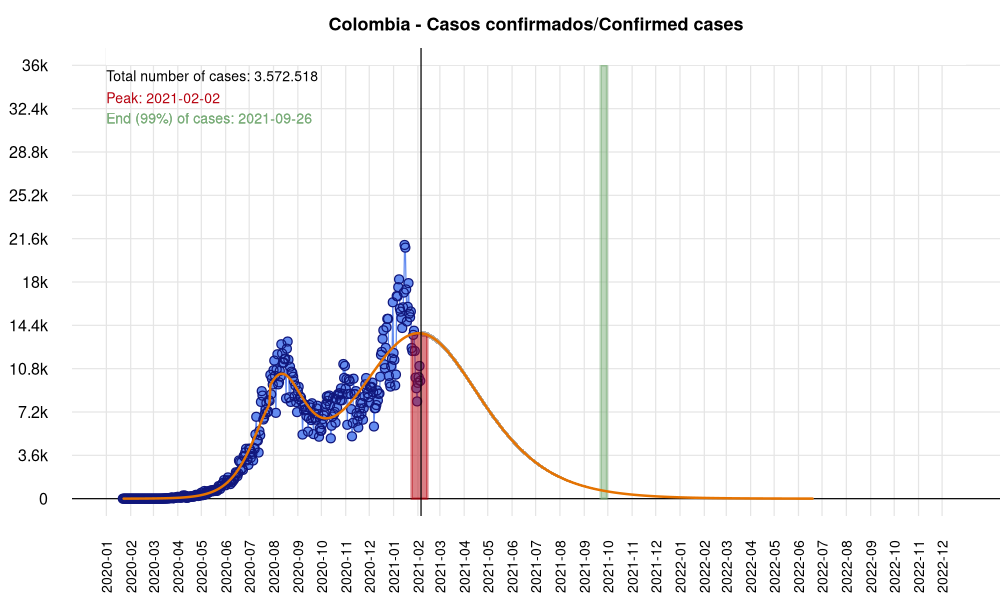 Colombia - Casos confirmados/Confirmed cases
36k
Total number of cases: 3.572.518
Peak: 2021-02-02
32.4k
End (99%) of cases: 2021-09-26
28.8k
25.2k
21.6k
18k
14.4k
10.8k
7.2k
3.6k
0
2020-01
2020-02
2020-03
2020-04
2020-05
2020-06
2020-07
2020-08
2020-09
2020-10
2020-11
2020-12
2021-01
2021-02
2021-03
2021-04
2021-05
2021-06
2021-07
2021-08
2021-09
2021-10
2021-11
2021-12
2022-01
2022-02
2022-03
2022-04
2022-05
2022-06
2022-07
2022-08
2022-09
2022-10
2022-11
2022-12